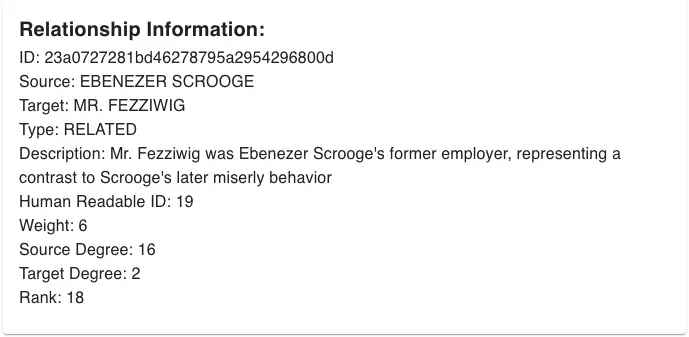 Relationship Information:
ID: 23a0727281bd46278795a2954296800d
Source: EBENEZER SCROOGE
Target: MR. FEZZIWIG
Type: RELATED
Description: Mr. Fezziwig was Ebenezer Scrooge's former employer, representing a
contrast to Scrooge's later miserly behavior
Human Readable ID: 19
Weight: 6
Source Degree: 16
Target Degree: 2
Rank: 18